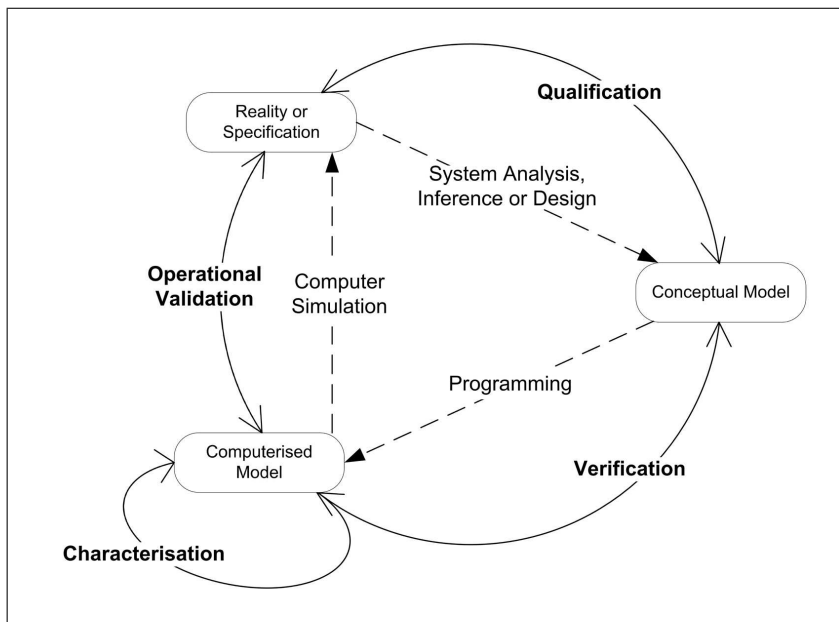 Qualification
Reality or
Specification
System Analysis,
Inference or Design
Operational
Validation
Computer
Simulation
Conceptual Model
Programming
Computerised
Model
Verification
Characterisation